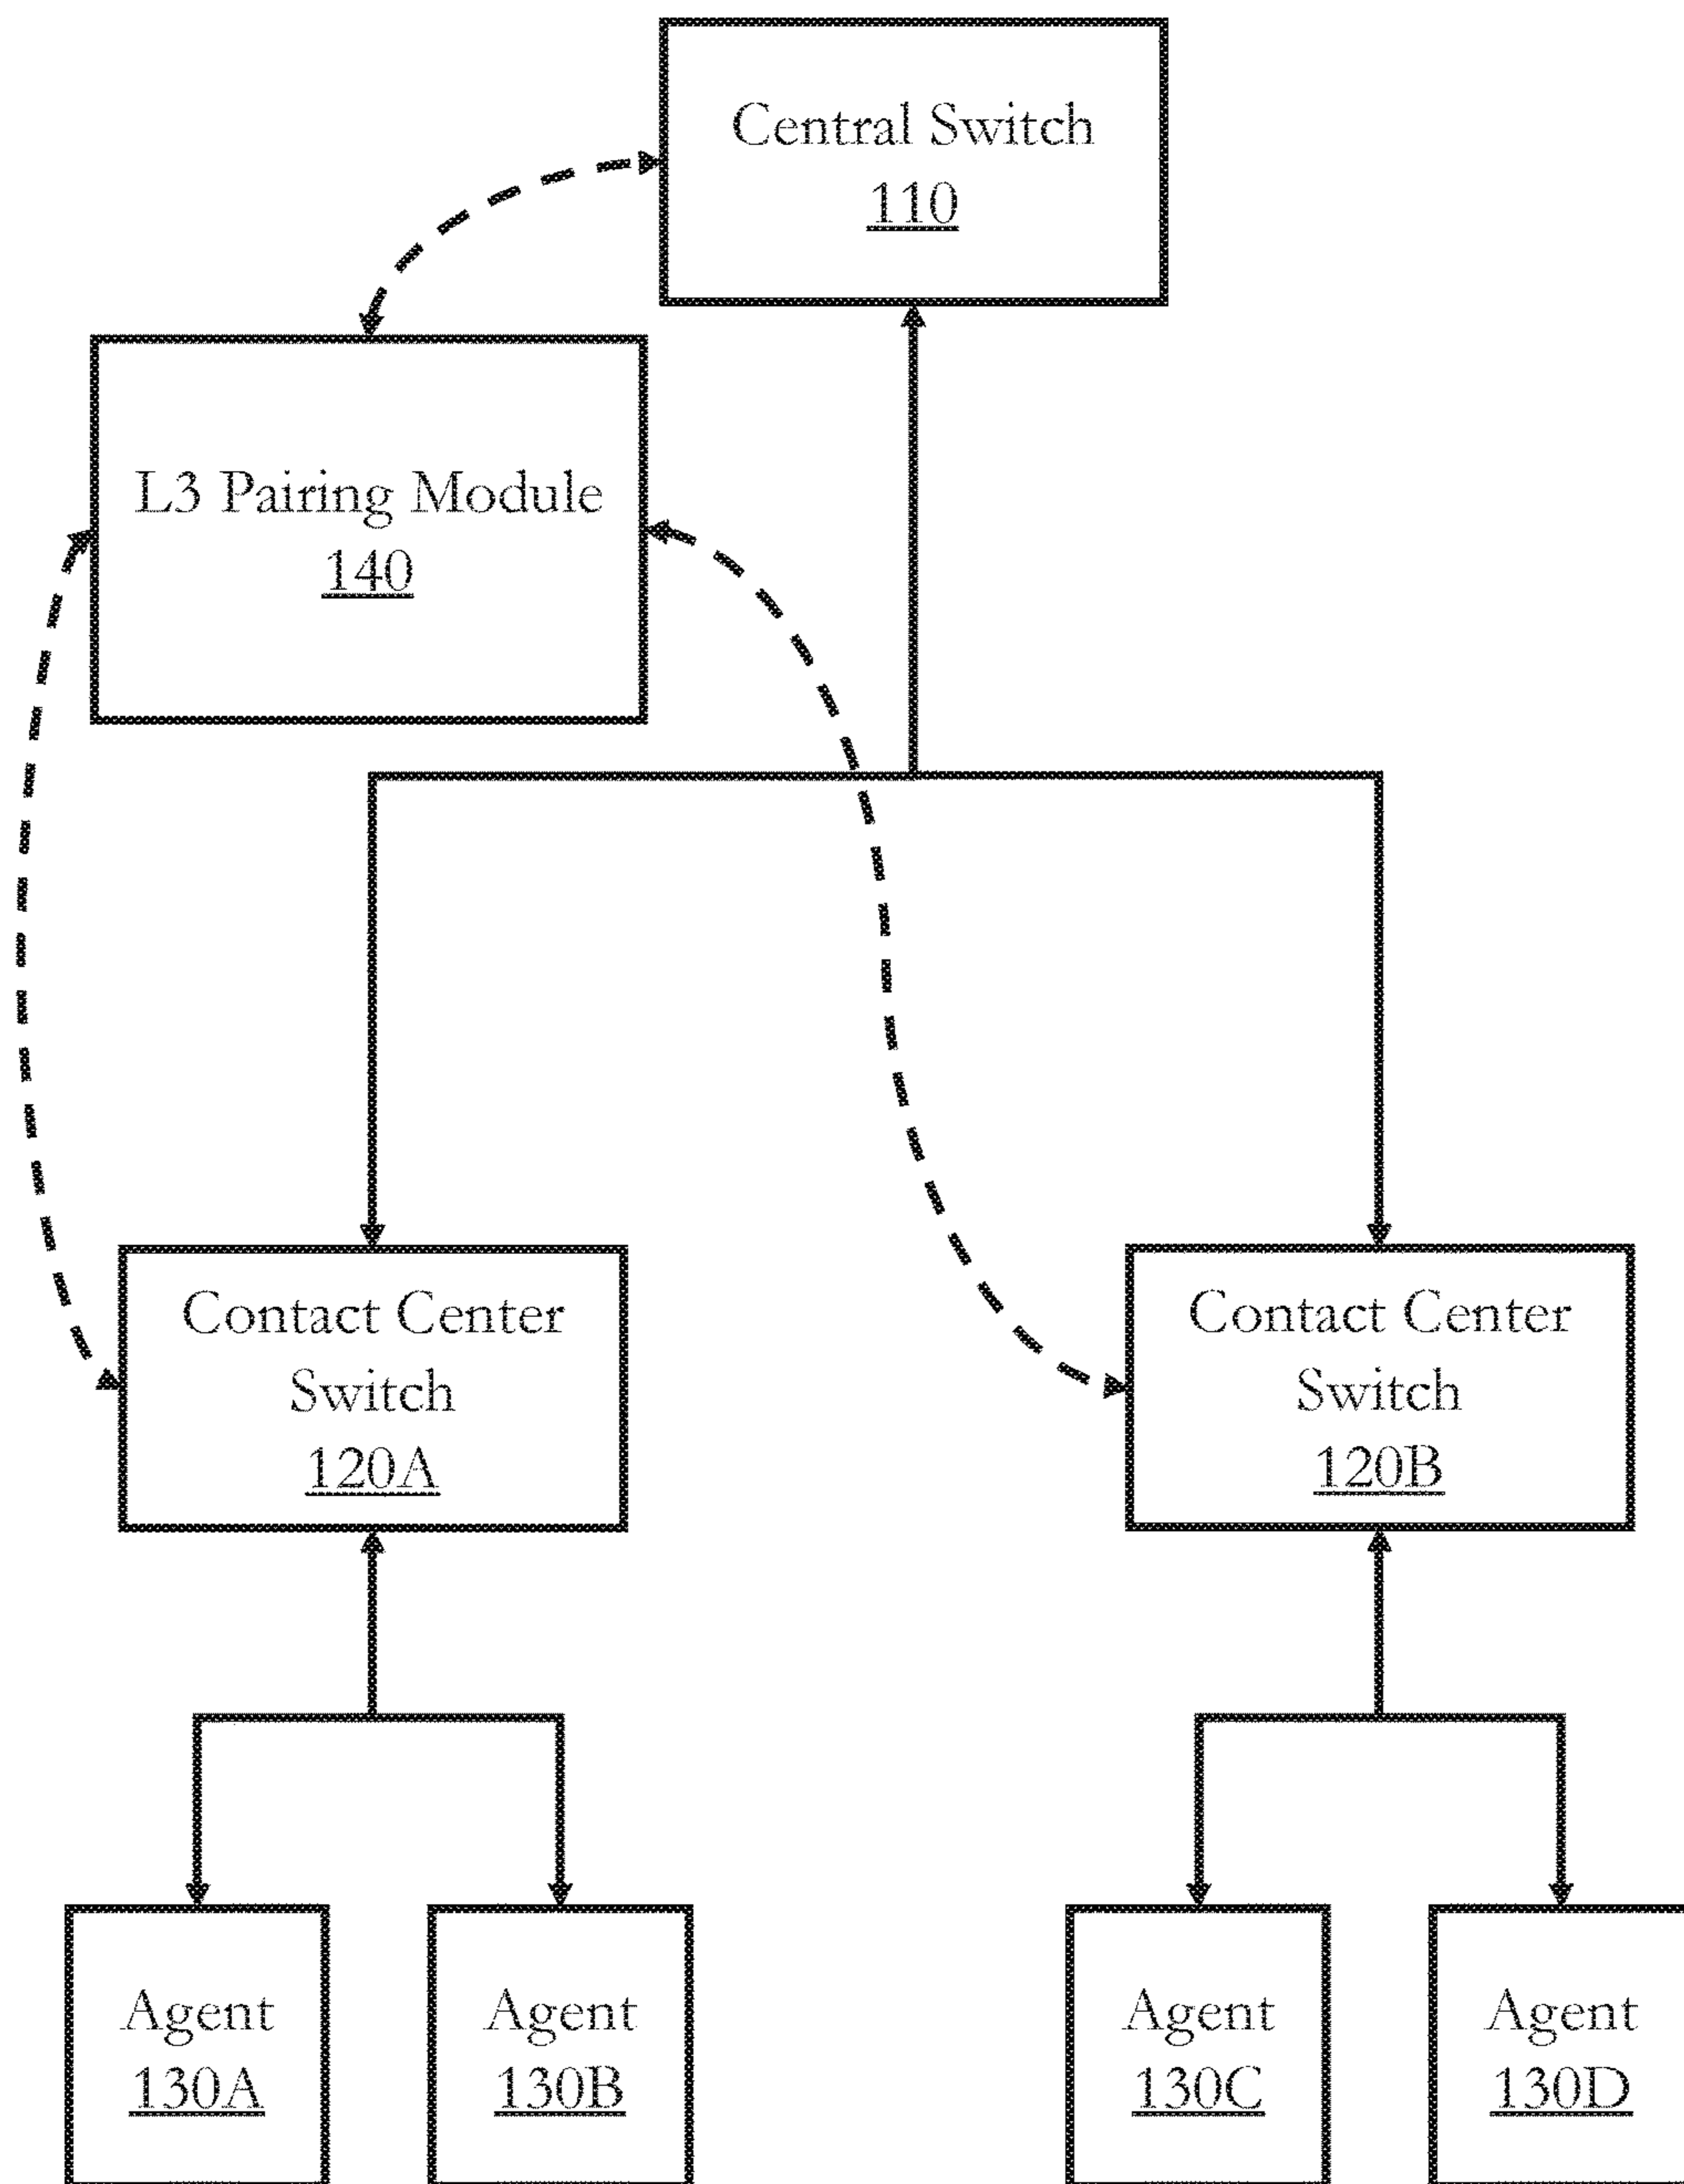 Central Switch
110
L3 Pairing Module
140
Contact Center
Switch
120A
Contact Center
Switch
120B
Agent
130A
Agent
130B
Agent
130C
Agent
130D